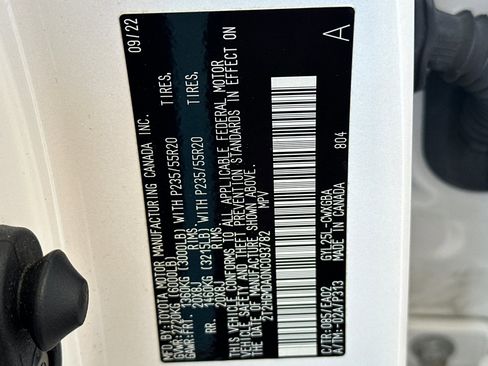 MFD. BY: TOYOTA MOTOR MANUFACTURING CANADA INC. 09/22
GVWR: 2720KG (6000LB)
GAWR: FRT. 1360KG (3000LB) WITH P235/55R20 TIRES,
20X8J RIMS,
RR. 1460KG (3215LB) WITH P235/55R20 TIRES,
20X8J RIMS
THIS VEHICLE CONFORMS TO ALL APPLICABLE FEDERAL MOTOR
VEHICLE SAFETY AND THEFT PREVENTION STANDARDS IN EFFECT ON
THE DATE OF MANUFACTURE SHOWN ABOVE.
MPV
A
C/TR: 085/EA02 GYL25L-CWXGBA
A/TM: -02A/P313 MADE IN CANADA 804